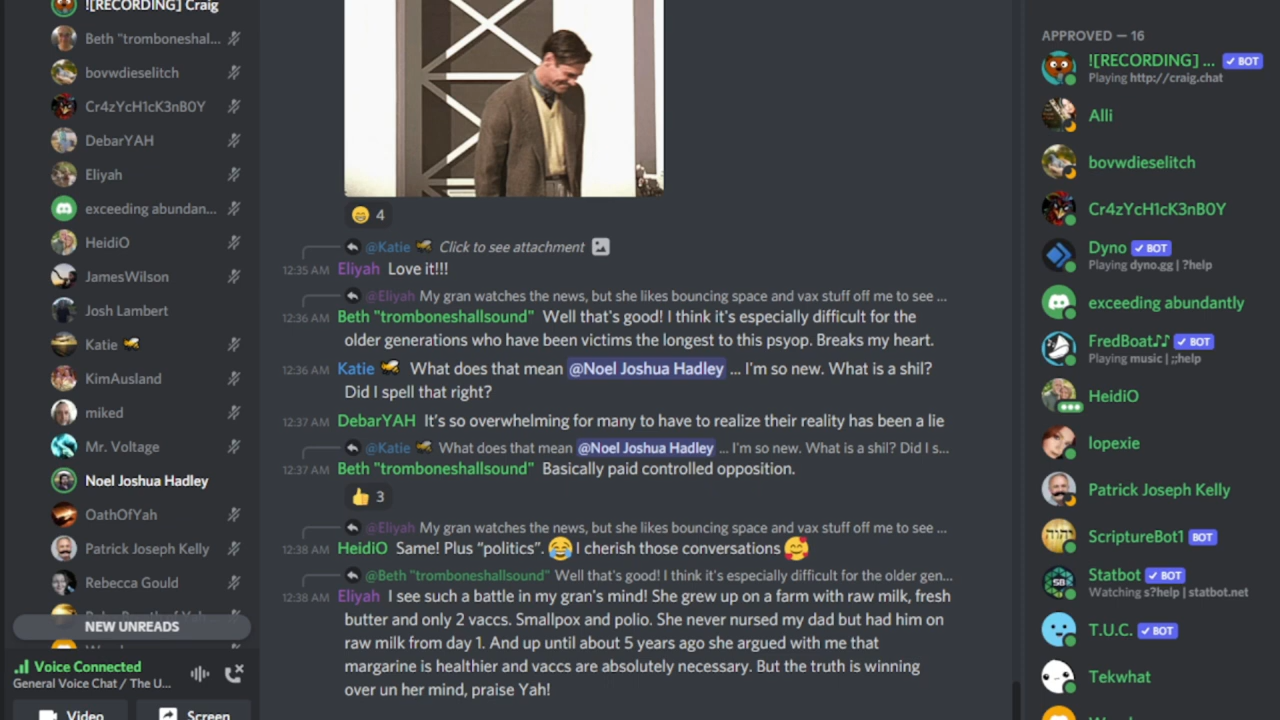 ![RECORDING] Craig
Beth "tromboneshal...
bovwdieselitch
Cr4zYcH1cK3nB0Y
DebarYAH
Eliyah
exceeding abundan...
HeidiO
JamesWilson
Josh Lambert
Katie
KimAusland
miked
Mr. Voltage
Noel Joshua Hadley
OathOfYah
Patrick Joseph Kelly
Rebecca Gould
NEW UNREADS
Voice Connected
General Voice Chat / The U...
Video
Screen
4
@Katie Click to see attachment
12:35 AM Eliyah Love it!!!
@Eliyah My gran watches the news, but she likes bouncing space and vax stuff off me to see ...
12:36 AM Beth "tromboneshallsound" Well that's good! I think it's especially difficult for the
older generations who have been victims the longest to this psyop. Breaks my heart.
12:36 AM Katie What does that mean @Noel Joshua Hadley ... I'm so new. What is a shil?
Did I spell that right?
12:37 AM DebarYAH It's so overwhelming for many to have to realize their reality has been a lie
@Katie What does that mean @Noel Joshua Hadley ... I'm so new. What is a shil? Did I s...
12:37 AM Beth "tromboneshallsound" Basically paid controlled opposition.
👍 3
@Eliyah My gran watches the news, but she likes bouncing space and vax stuff off me to see ...
12:38 AM HeidiO Same! Plus “politics”. 😂 I cherish those conversations 🥰
@Beth "tromboneshallsound" Well that's good! I think it's especially difficult for the older gen...
12:38 AM Eliyah I see such a battle in my gran's mind! She grew up on a farm with raw milk, fresh
butter and only 2 vaccs. Smallpox and polio. She never nursed my dad but had him on
raw milk from day 1. And up until about 5 years ago she argued with me that
margarine is healthier and vaccs are absolutely necessary. But the truth is winning
over un her mind, praise Yah!
APPROVED — 16
![RECORDING] ... ✓ BOT
Playing http://craig.chat
Alli
bovwdieselitch
Cr4zYcH1cK3nB0Y
Dyno ✓ BOT
Playing dyno.gg | ?help
exceeding abundantly
FredBoat♪♪ ✓ BOT
Playing music | ;;help
HeidiO
lopexie
Patrick Joseph Kelly
ScriptureBot1 BOT
Statbot ✓ BOT
Watching s?help | statbot.net
T.U.C. ✓ BOT
Tekwhat